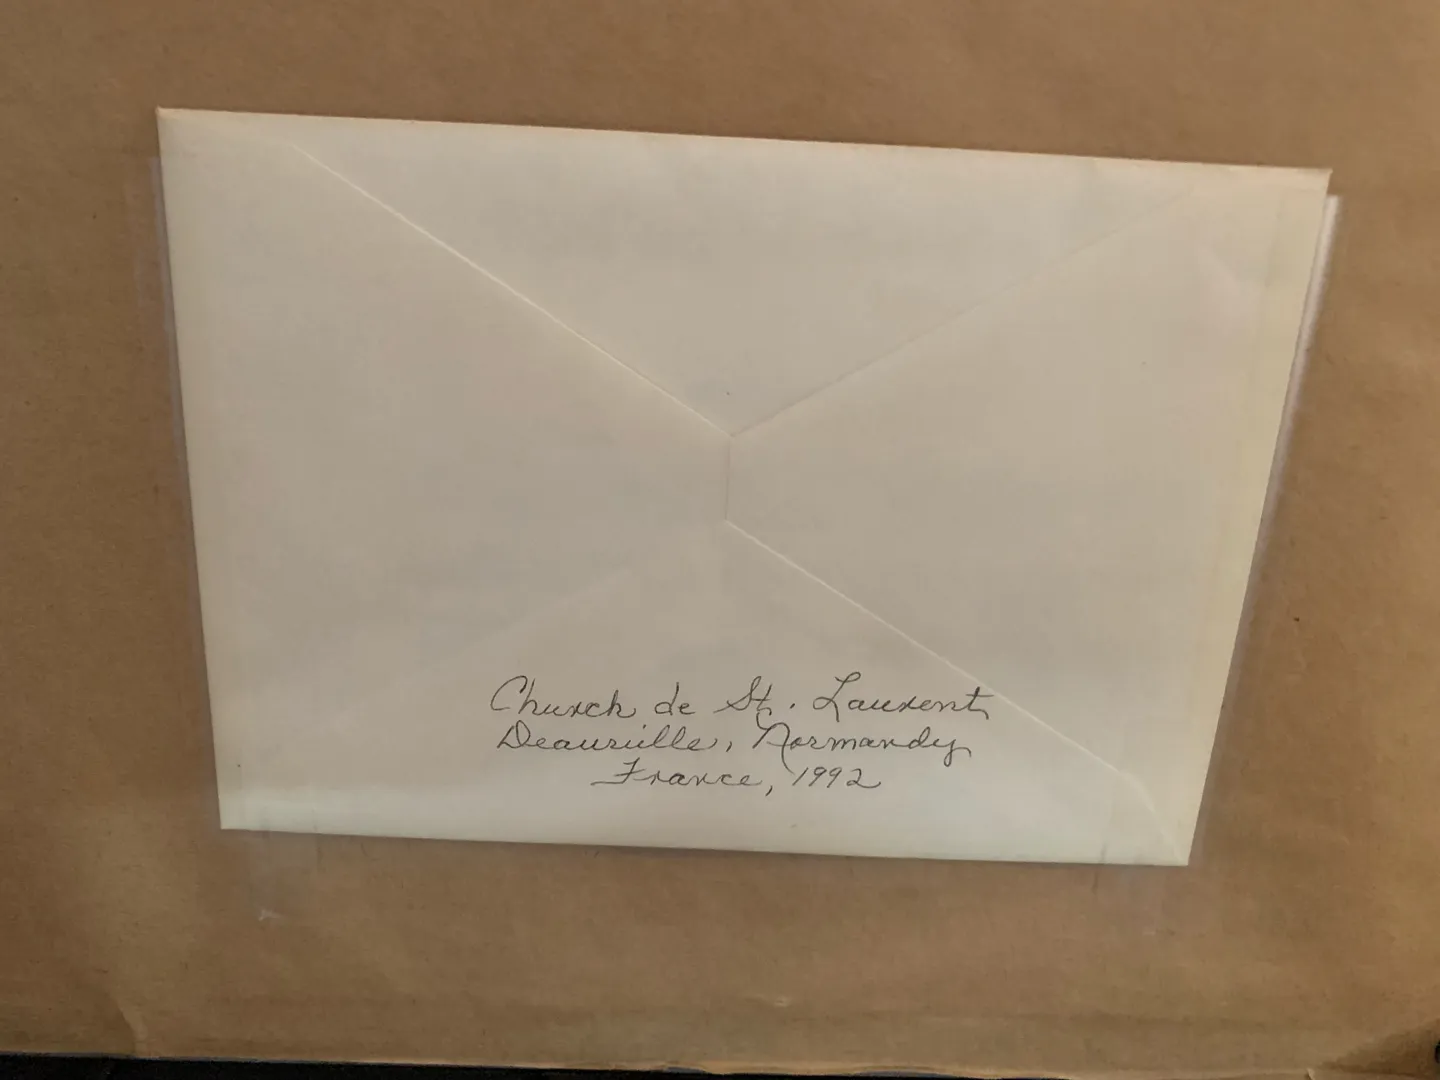 Church de St. Laurent
Deauville, Normandy
France, 1992